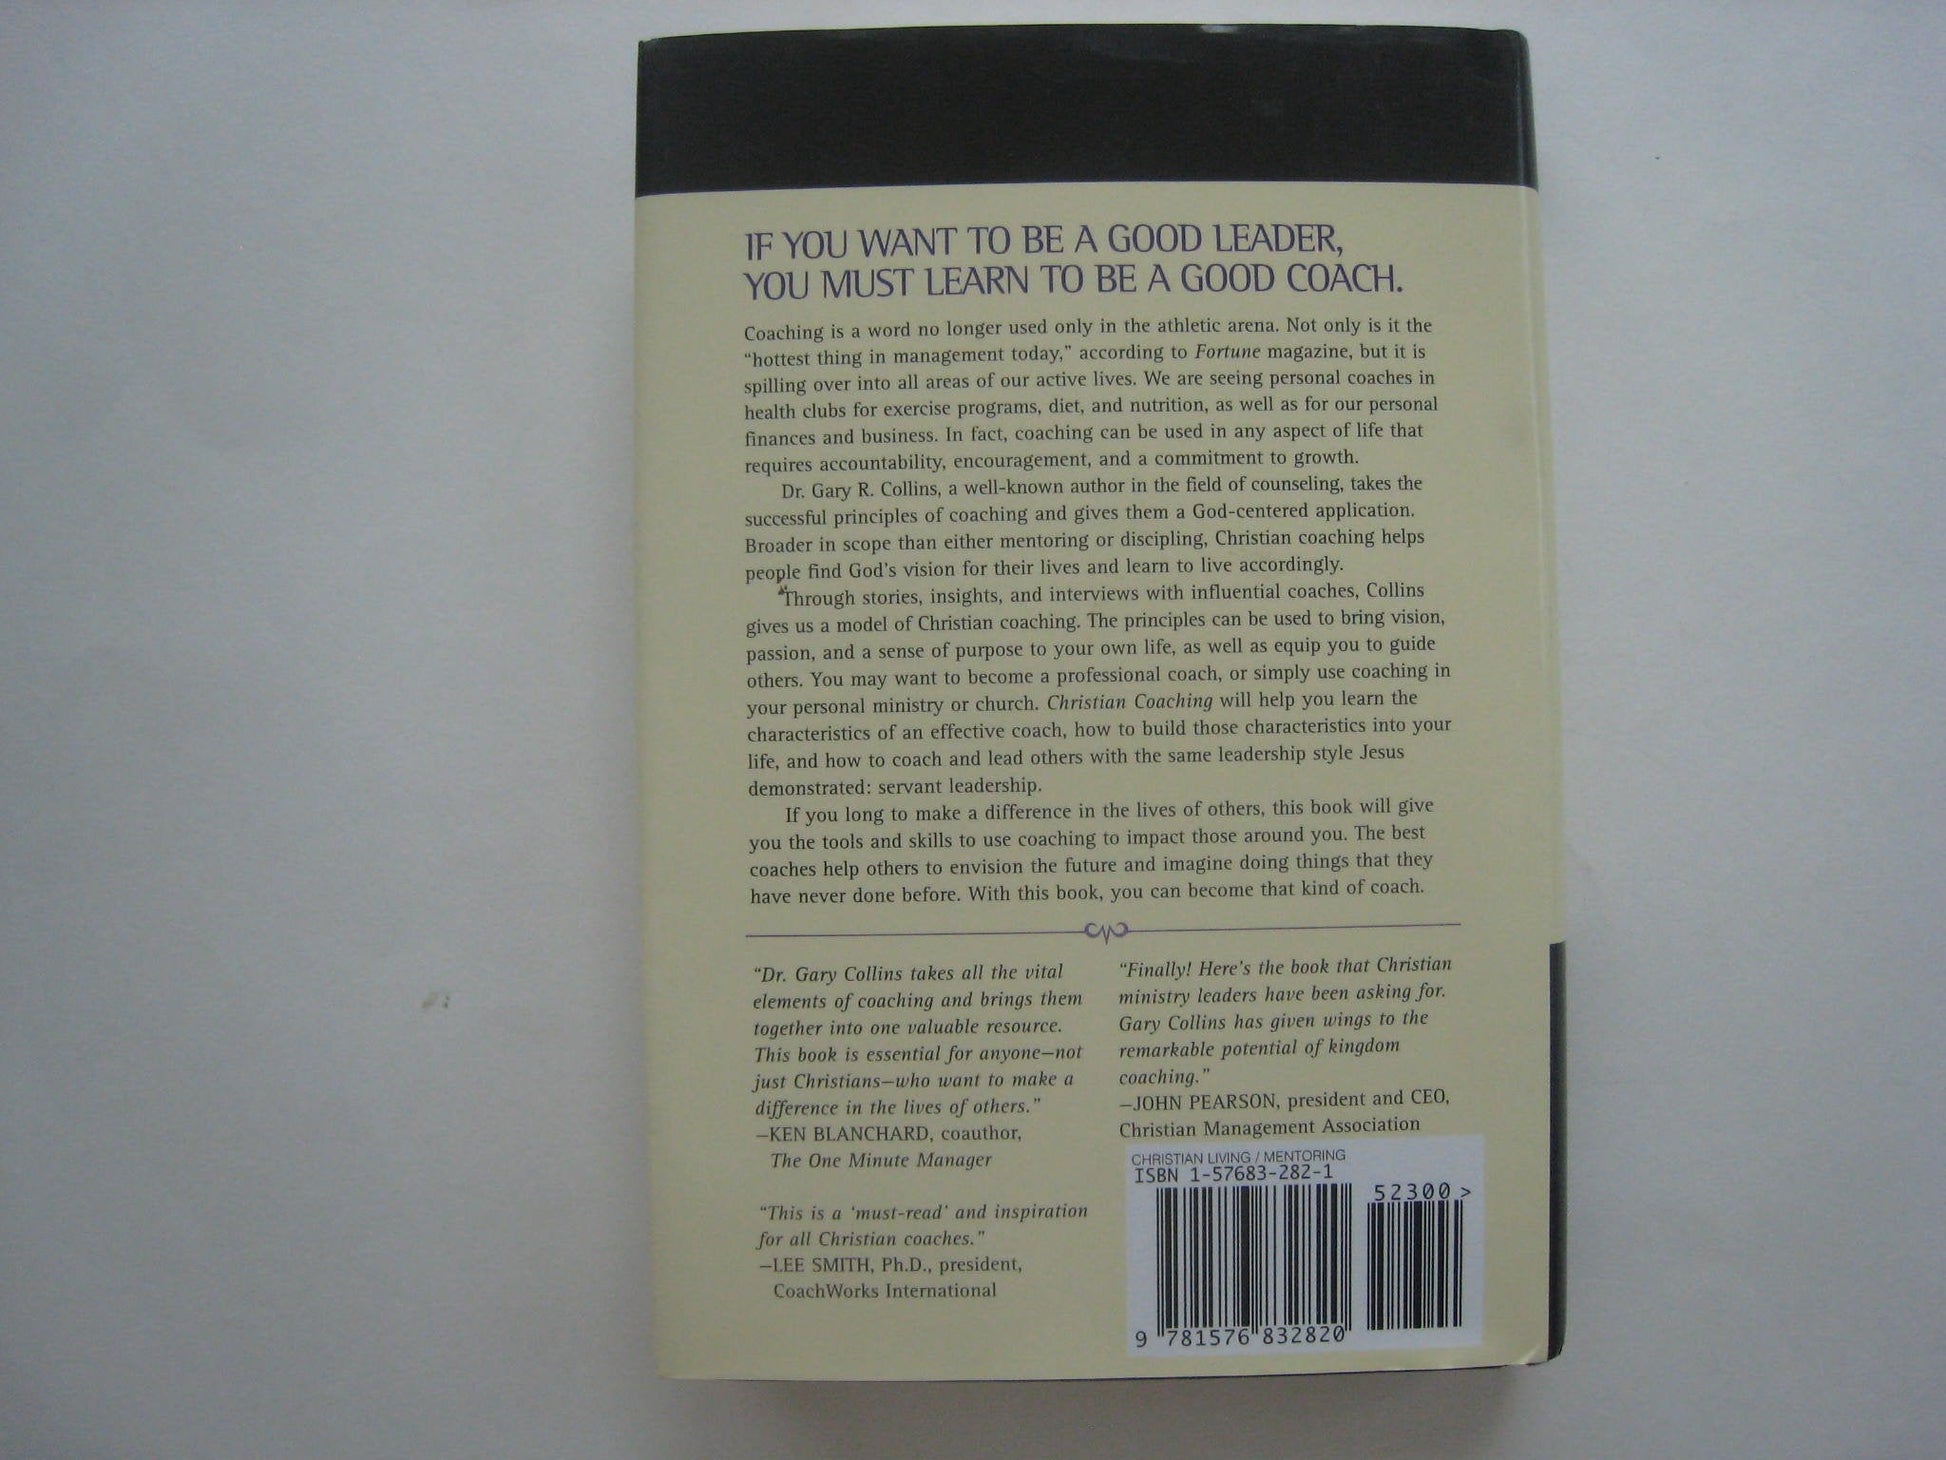 IF YOU WANT TO BE A GOOD LEADER,
YOU MUST LEARN TO BE A GOOD COACH.
Coaching is a word no longer used only in the athletic arena. Not only is it the
“hottest thing in management today,” according to Fortune magazine, but it is
spilling over into all areas of our active lives. We are seeing personal coaches in
health clubs for exercise programs, diet, and nutrition, as well as for our personal
finances and business. In fact, coaching can be used in any aspect of life that
requires accountability, encouragement, and a commitment to growth.
Dr. Gary R. Collins, a well-known author in the field of counseling, takes the
successful principles of coaching and gives them a God-centered application.
Broader in scope than either mentoring or discipling, Christian coaching helps
people find God's vision for their lives and learn to live accordingly.
Through stories, insights, and interviews with influential coaches, Collins
gives us a model of Christian coaching. The principles can be used to bring vision,
passion, and a sense of purpose to your own life, as well as equip you to guide
others. You may want to become a professional coach, or simply use coaching in
your personal ministry or church. Christian Coaching will help you learn the
characteristics of an effective coach, how to build those characteristics into your
life, and how to coach and lead others with the same leadership style Jesus
demonstrated: servant leadership.
If you long to make a difference in the lives of others, this book will give
you the tools and skills to use coaching to impact those around you. The best
coaches help others to envision the future and imagine doing things that they
have never done before. With this book, you can become that kind of coach.
“Dr. Gary Collins takes all the vital
elements of coaching and brings them
together into one valuable resource.
This book is essential for anyone—not
just Christians—who want to make a
difference in the lives of others.”
—KEN BLANCHARD, coauthor,
The One Minute Manager
“This is a ‘must-read’ and inspiration
for all Christian coaches.”
—LEE SMITH, Ph.D., president,
CoachWorks International
“Finally! Here's the book that Christian
ministry leaders have been asking for.
Gary Collins has given wings to the
remarkable potential of kingdom
coaching.”
—JOHN PEARSON, president and CEO,
Christian Management Association
CHRISTIAN LIVING / MENTORING
ISBN 1-57683-282-1
52300 >
9 781576 832820